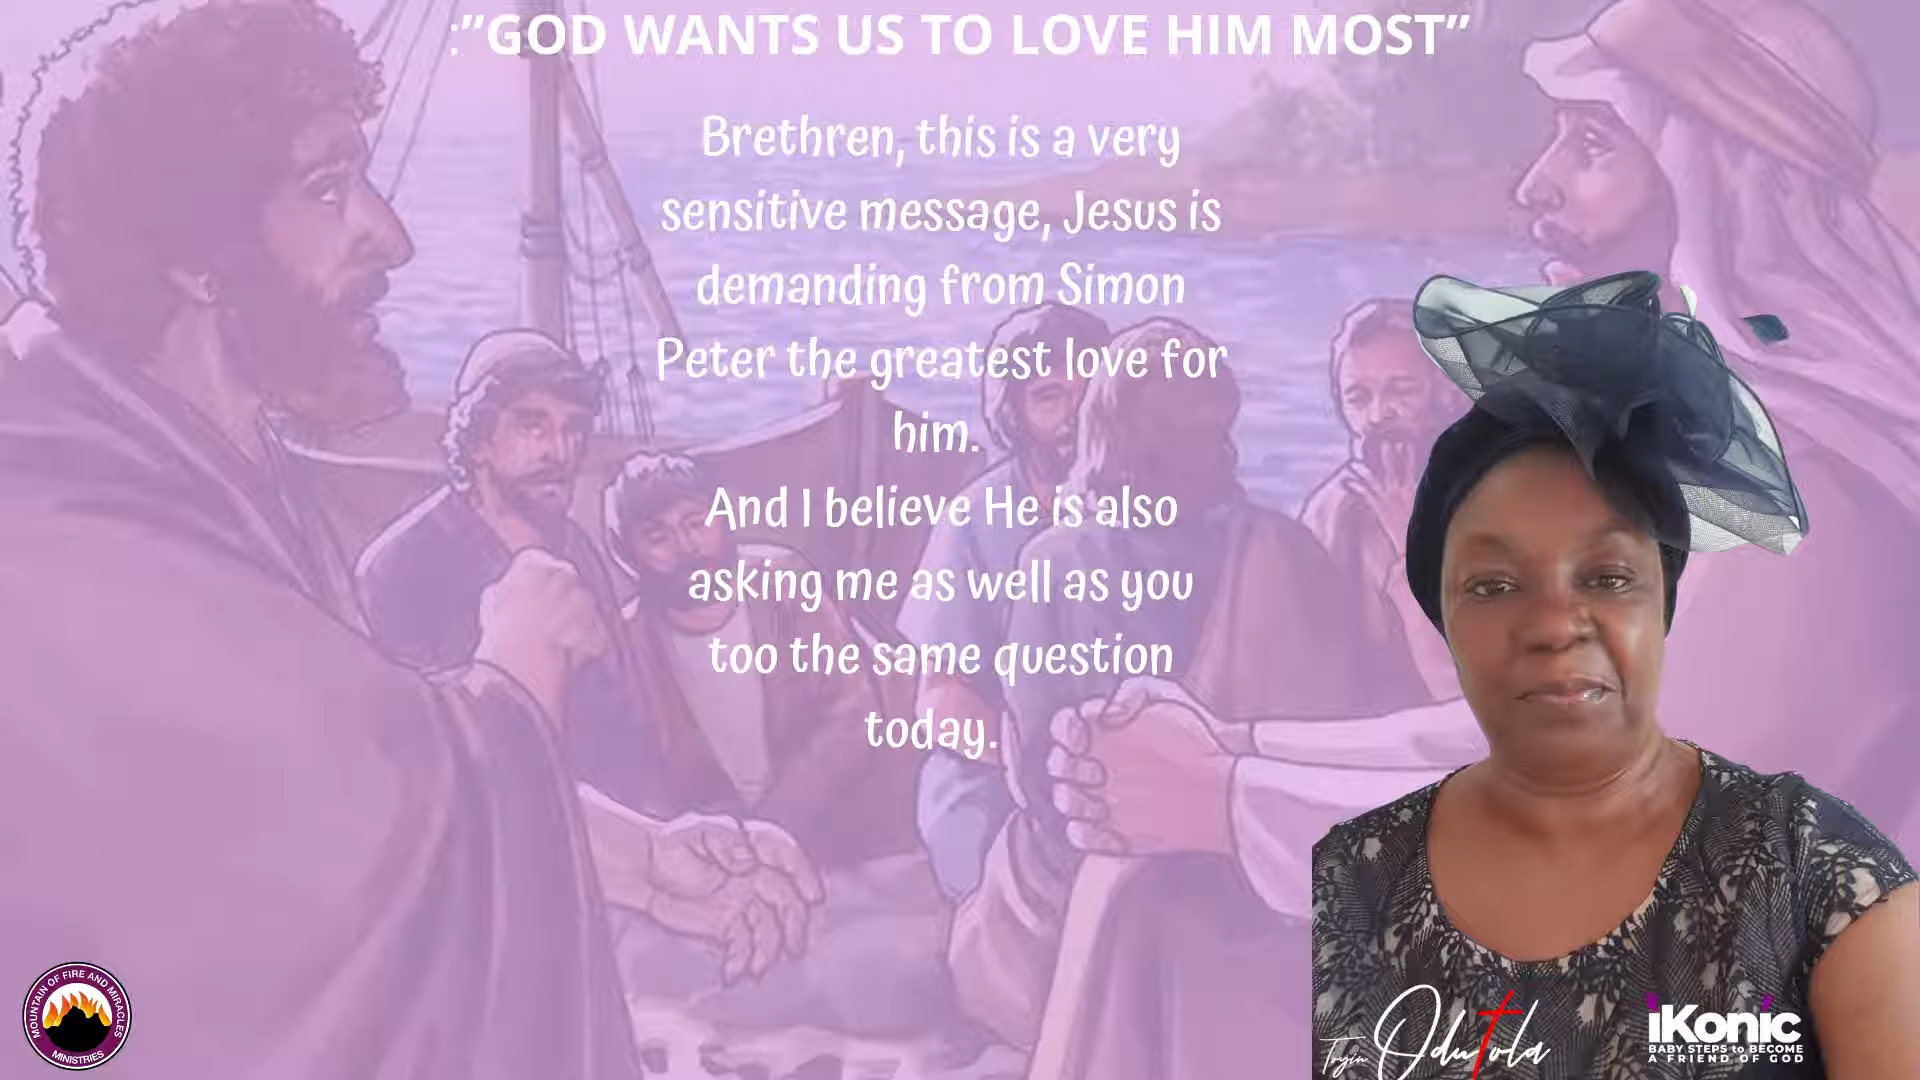 :”GOD WANTS US TO LOVE HIM MOST”
Brethren, this is a very
sensitive message, Jesus is
demanding from Simon
Peter the greatest love for
him.
And I believe He is also
asking me as well as you
too the same question
today.
MOUNTAIN OF FIRE AND MIRACLES
MINISTRIES
Toyin Odutola
iKonic
BABY STEPS to BECOME
A FRIEND OF GOD